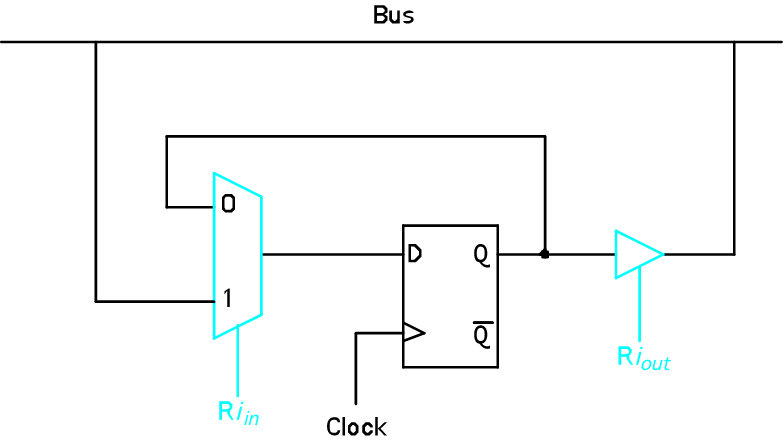 Bus
0
D Q
1
Q̅
Ri_in
Ri_out
Clock